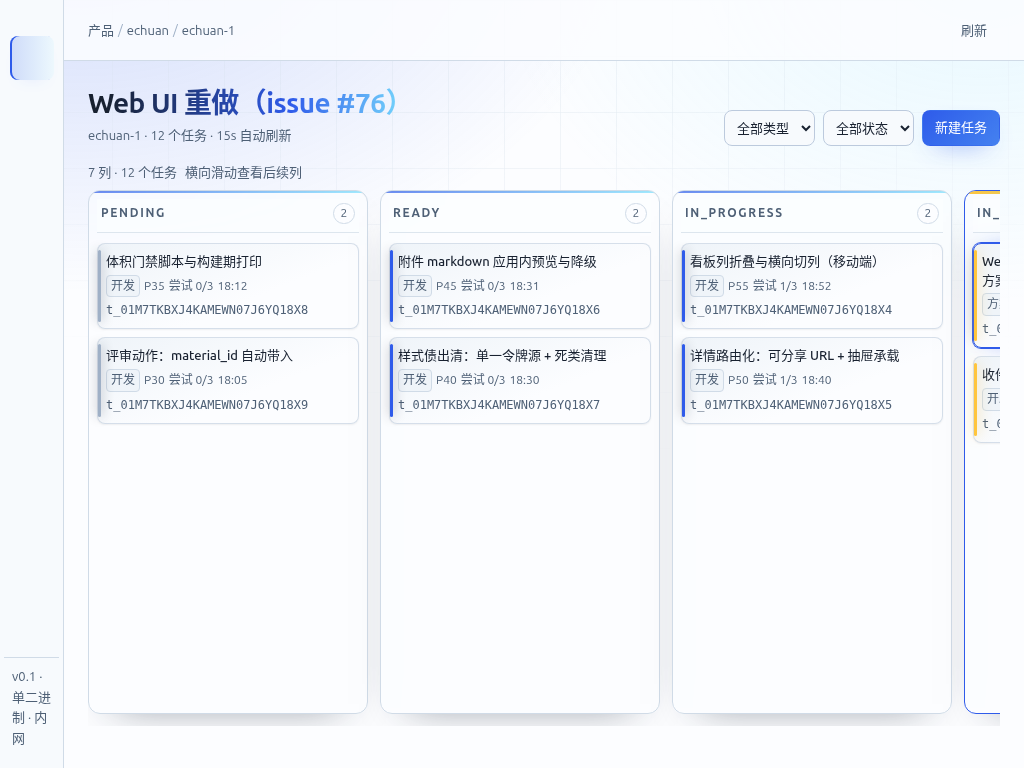 产品 / echuan / echuan-1
刷新
Web UI 重做（issue #76）
echuan-1 · 12 个任务 · 15s 自动刷新
全部类型
全部状态
新建任务
7 列 · 12 个任务 横向滑动查看后续列
PENDING 2
体积门禁脚本与构建期打印
开发 P35 尝试 0/3 18:12
t_01M7TKBXJ4KAMEWN07J6YQ18X8
评审动作：material_id 自动带入
开发 P30 尝试 0/3 18:05
t_01M7TKBXJ4KAMEWN07J6YQ18X9
READY 2
附件 markdown 应用内预览与降级
开发 P45 尝试 0/3 18:31
t_01M7TKBXJ4KAMEWN07J6YQ18X6
样式债出清：单一令牌源 + 死类清理
开发 P40 尝试 0/3 18:30
t_01M7TKBXJ4KAMEWN07J6YQ18X7
IN_PROGRESS 2
看板列折叠与横向切列（移动端）
开发 P55 尝试 1/3 18:52
t_01M7TKBXJ4KAMEWN07J6YQ18X4
详情路由化：可分享 URL + 抽屉承载
开发 P50 尝试 1/3 18:40
t_01M7TKBXJ4KAMEWN07J6YQ18X5
IN_
We
方
t_0
收
开
t_0
v0.1 ·
单二进
制 · 内
网